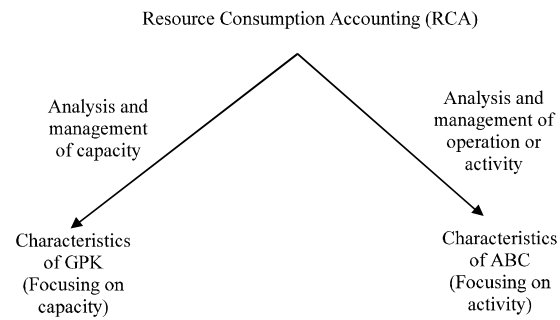 Resource Consumption Accounting (RCA)
Analysis and
management
of capacity
Analysis and
management of
operation or
activity
Characteristics
of GPK
(Focusing on
capacity)
Characteristics
of ABC
(Focusing on
activity)